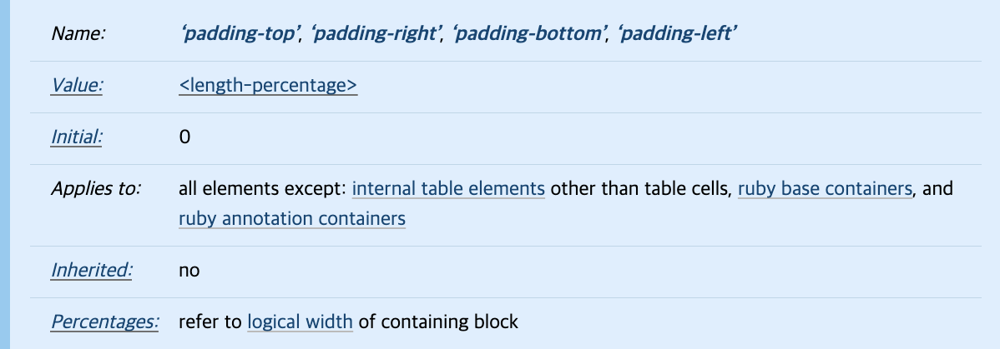 Name: ‘padding-top’, ‘padding-right’, ‘padding-bottom’, ‘padding-left’
Value: <length-percentage>
Initial: 0
Applies to: all elements except: internal table elements other than table cells, ruby base containers, and
ruby annotation containers
Inherited: no
Percentages: refer to logical width of containing block